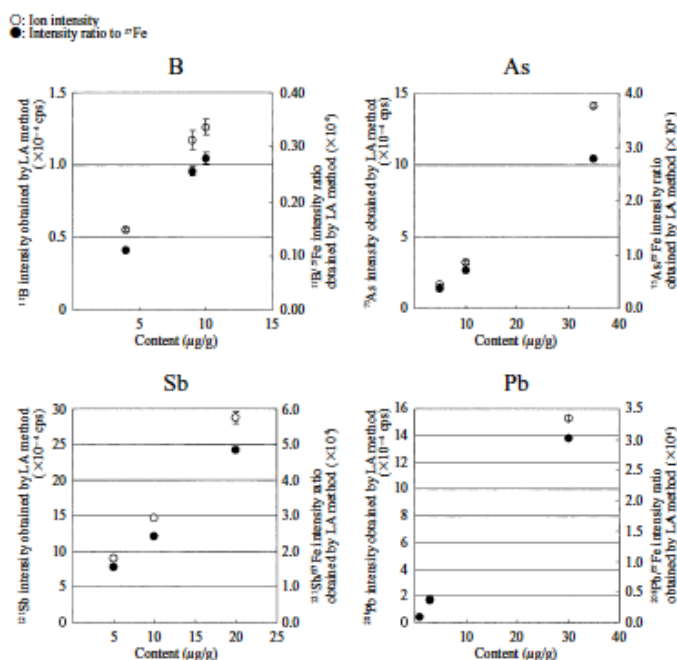 ○: Ion intensity
●: Intensity ratio to ⁵⁷Fe
B
¹¹B intensity obtained by LA method
(×10⁻⁴ cps)
1.5
1.0
0.5
0
5
10
15
Content (µg/g)
0.40
0.30
0.20
0.10
0.00
¹¹B/⁵⁷Fe intensity ratio
obtained by LA method (×10⁴)
As
⁷⁵As intensity obtained by LA method
(×10⁻⁴ cps)
15
10
5
0
0
10
20
30
40
Content (µg/g)
4.0
3.0
2.0
1.0
0.0
⁷⁵As/⁵⁷Fe intensity ratio
obtained by LA method (×10⁴)
Sb
¹²¹Sb intensity obtained by LA method
(×10⁻⁴ cps)
30
25
20
15
10
5
0
5
10
15
20
25
Content (µg/g)
6.0
5.0
4.0
3.0
2.0
1.0
0.0
¹²¹Sb/⁵⁷Fe intensity ratio
obtained by LA method (×10⁴)
Pb
²⁰⁸Pb intensity obtained by LA method
(×10⁻⁴ cps)
16
14
12
10
8
6
4
2
0
10
20
30
40
Content (µg/g)
3.5
3.0
2.5
2.0
1.5
1.0
0.5
0.0
²⁰⁸Pb/⁵⁷Fe intensity ratio
obtained by LA method (×10⁴)